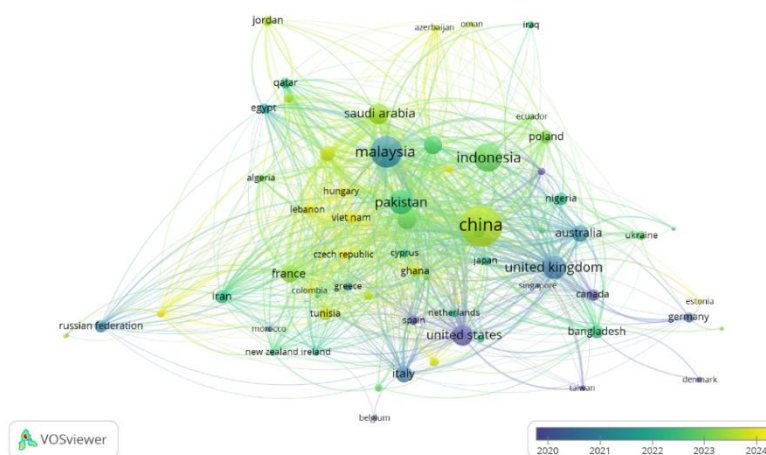 jordan
azerbaijan
oman
iraq
qatar
egypt
saudi arabia
ecuador
poland
malaysia
indonesia
algeria
hungary
pakistan
nigeria
lebanon
viet nam
china
australia
ukraine
czech republic
cyprus
japan
united kingdom
ghana
france
colombia
greece
singapore
canada
iran
estonia
tunisia
spain
netherlands
germany
russian federation
morocco
united states
bangladesh
new zealand
ireland
italy
taiwan
denmark
belgium
VOSviewer
2020 2021 2022 2023 2024